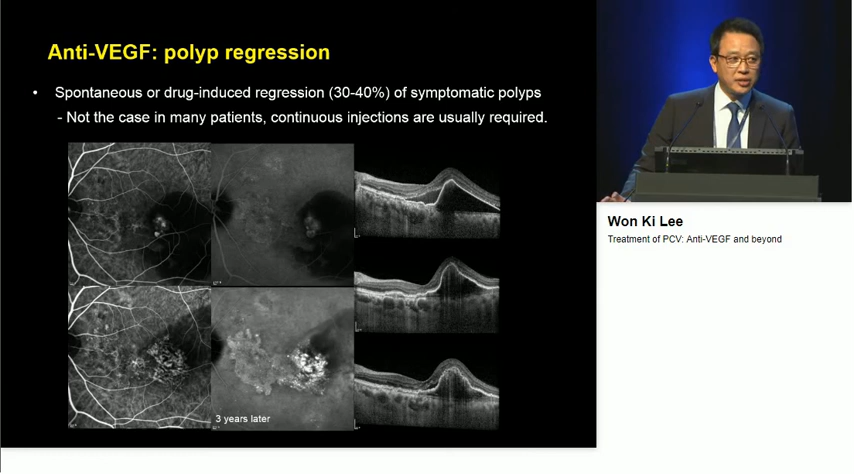 Anti-VEGF: polyp regression
• Spontaneous or drug-induced regression (30-40%) of symptomatic polyps
- Not the case in many patients, continuous injections are usually required.
3 years later
Won Ki Lee
Treatment of PCV: Anti-VEGF and beyond